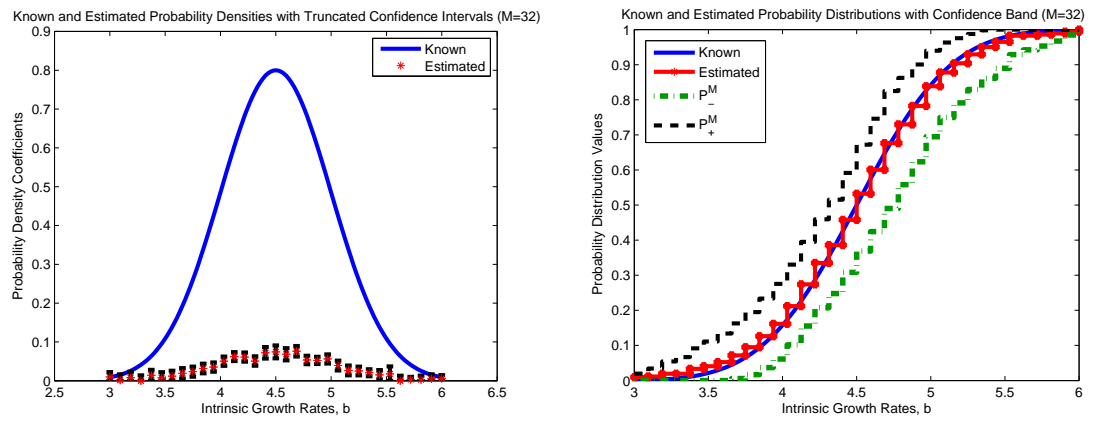 Known and Estimated Probability Densities with Truncated Confidence Intervals (M=32)
0.9
0.8
0.7
0.6
0.5
0.4
0.3
0.2
0.1
0
Probability Density Coefficients
Known
Estimated
2.5 3 3.5 4 4.5 5 5.5 6 6.5
Intrinsic Growth Rates, b
Known and Estimated Probability Distributions with Confidence Band (M=32)
1
0.9
0.8
0.7
0.6
0.5
0.4
0.3
0.2
0.1
0
Probability Distribution Values
Known
Estimated
P_-^M
P_+^M
3 3.5 4 4.5 5 5.5 6
Intrinsic Growth Rates, b